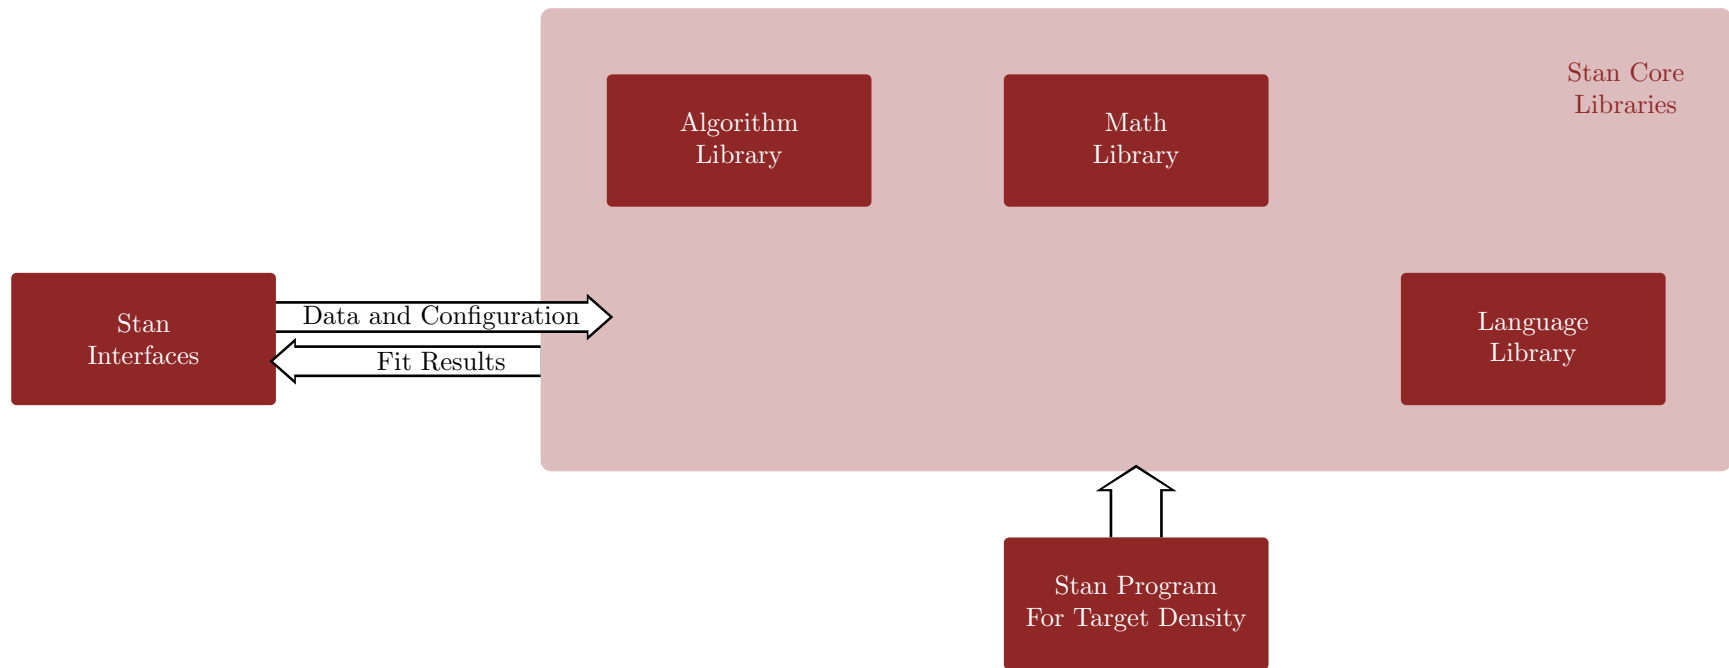 Stan Core
Libraries
Algorithm
Library
Math
Library
Stan
Interfaces
Data and Configuration
Fit Results
Language
Library
Stan Program
For Target Density